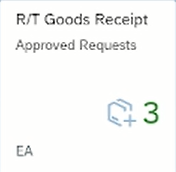 R/T Goods Receipt
Approved Requests
3
EA